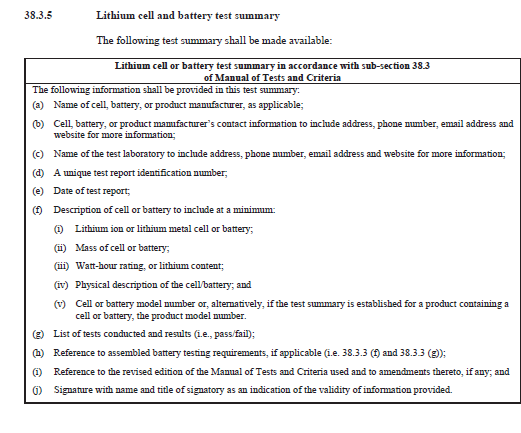 38.3.5 Lithium cell and battery test summary
The following test summary shall be made available:
Lithium cell or battery test summary in accordance with sub-section 38.3
of Manual of Tests and Criteria
The following information shall be provided in this test summary:
(a) Name of cell, battery, or product manufacturer, as applicable;
(b) Cell, battery, or product manufacturer's contact information to include address, phone number, email address and
website for more information;
(c) Name of the test laboratory to include address, phone number, email address and website for more information;
(d) A unique test report identification number;
(e) Date of test report;
(f) Description of cell or battery to include at a minimum:
(i) Lithium ion or lithium metal cell or battery;
(ii) Mass of cell or battery;
(iii) Watt-hour rating, or lithium content;
(iv) Physical description of the cell/battery; and
(v) Cell or battery model number or, alternatively, if the test summary is established for a product containing a
cell or battery, the product model number.
(g) List of tests conducted and results (i.e., pass/fail);
(h) Reference to assembled battery testing requirements, if applicable (i.e. 38.3.3 (f) and 38.3.3 (g));
(i) Reference to the revised edition of the Manual of Tests and Criteria used and to amendments thereto, if any; and
(j) Signature with name and title of signatory as an indication of the validity of information provided.